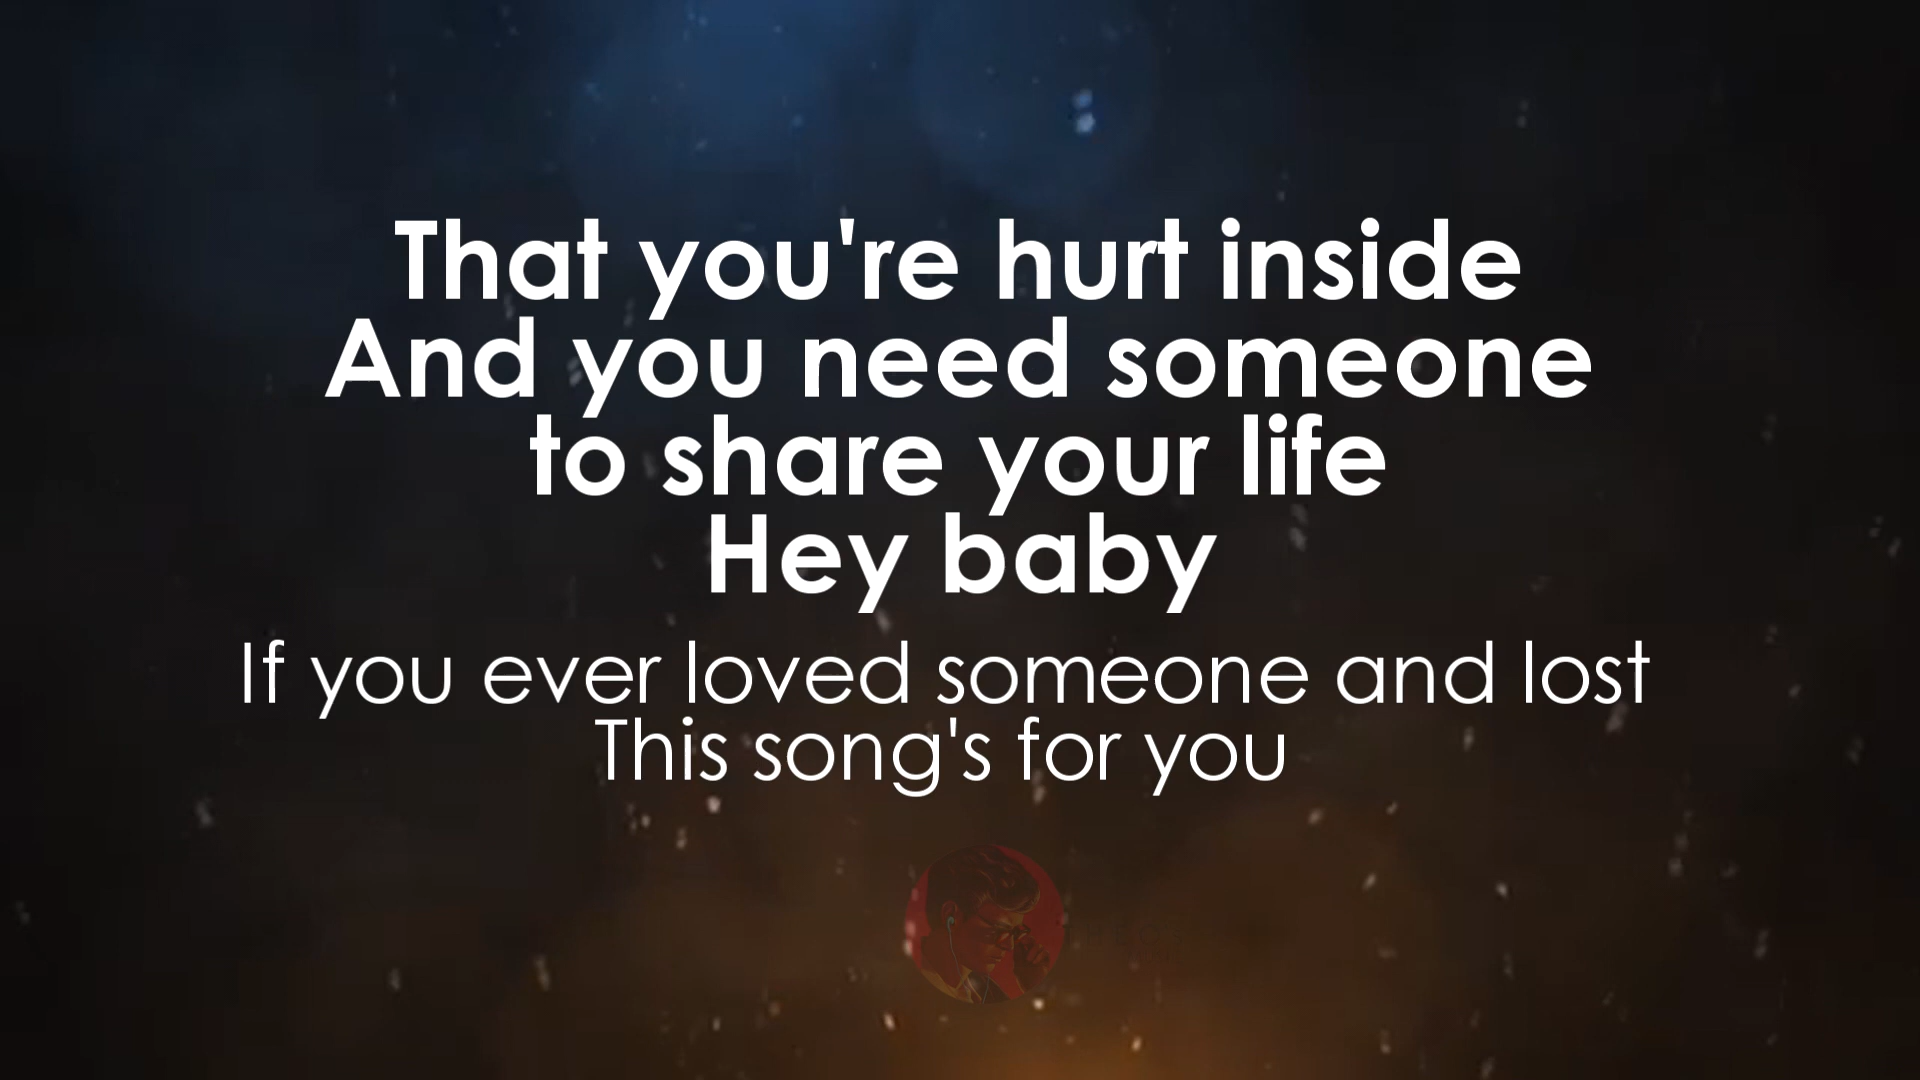 That you're hurt inside
And you need someone
to share your life
Hey baby
If you ever loved someone and lost
This song's for you